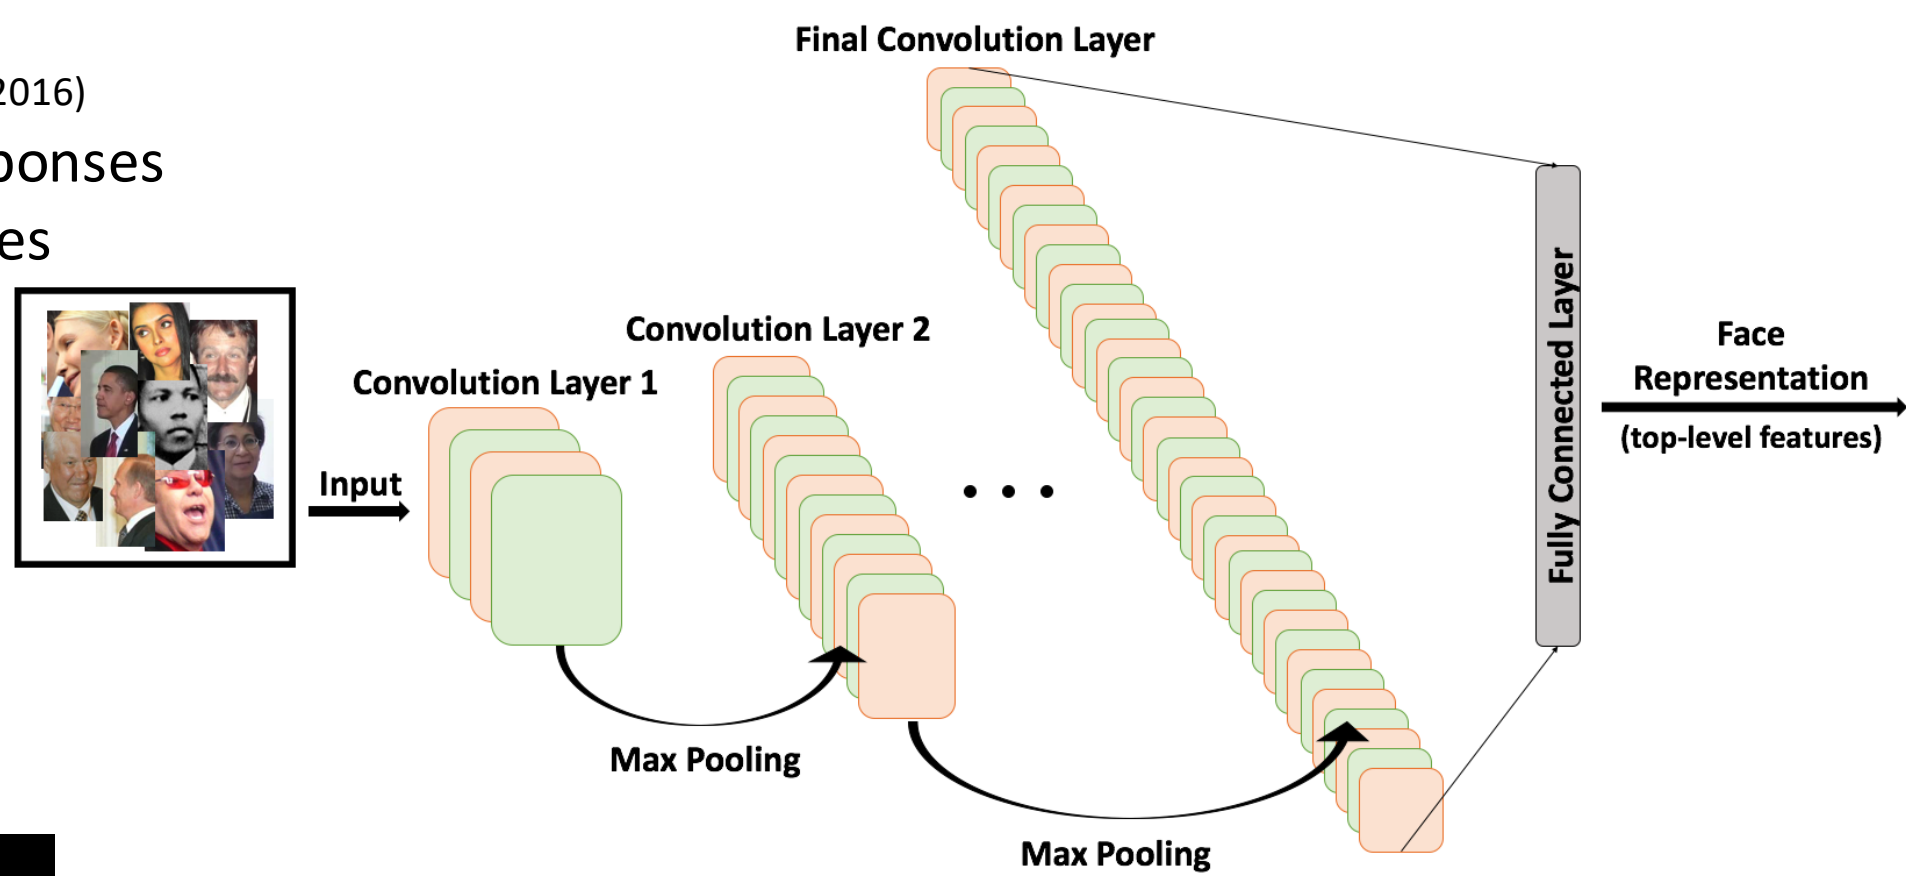 Final Convolution Layer
2016)
ponses
es
Convolution Layer 2
Convolution Layer 1
Input
Max Pooling
Max Pooling
Fully Connected Layer
Face
Representation
(top-level features)